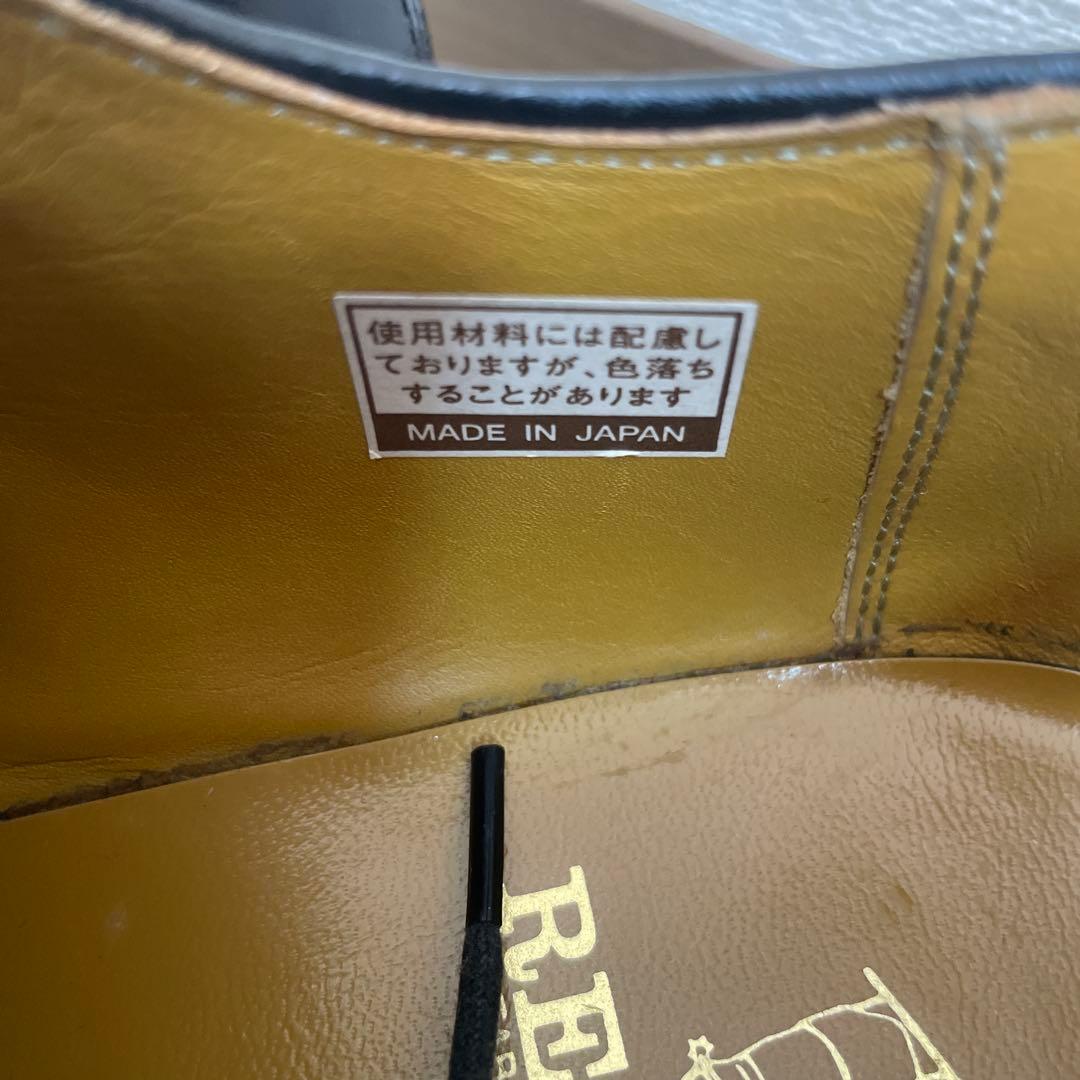 使用材料には配慮し
ておりますが、色落ち
することがあります
MADE IN JAPAN
RE